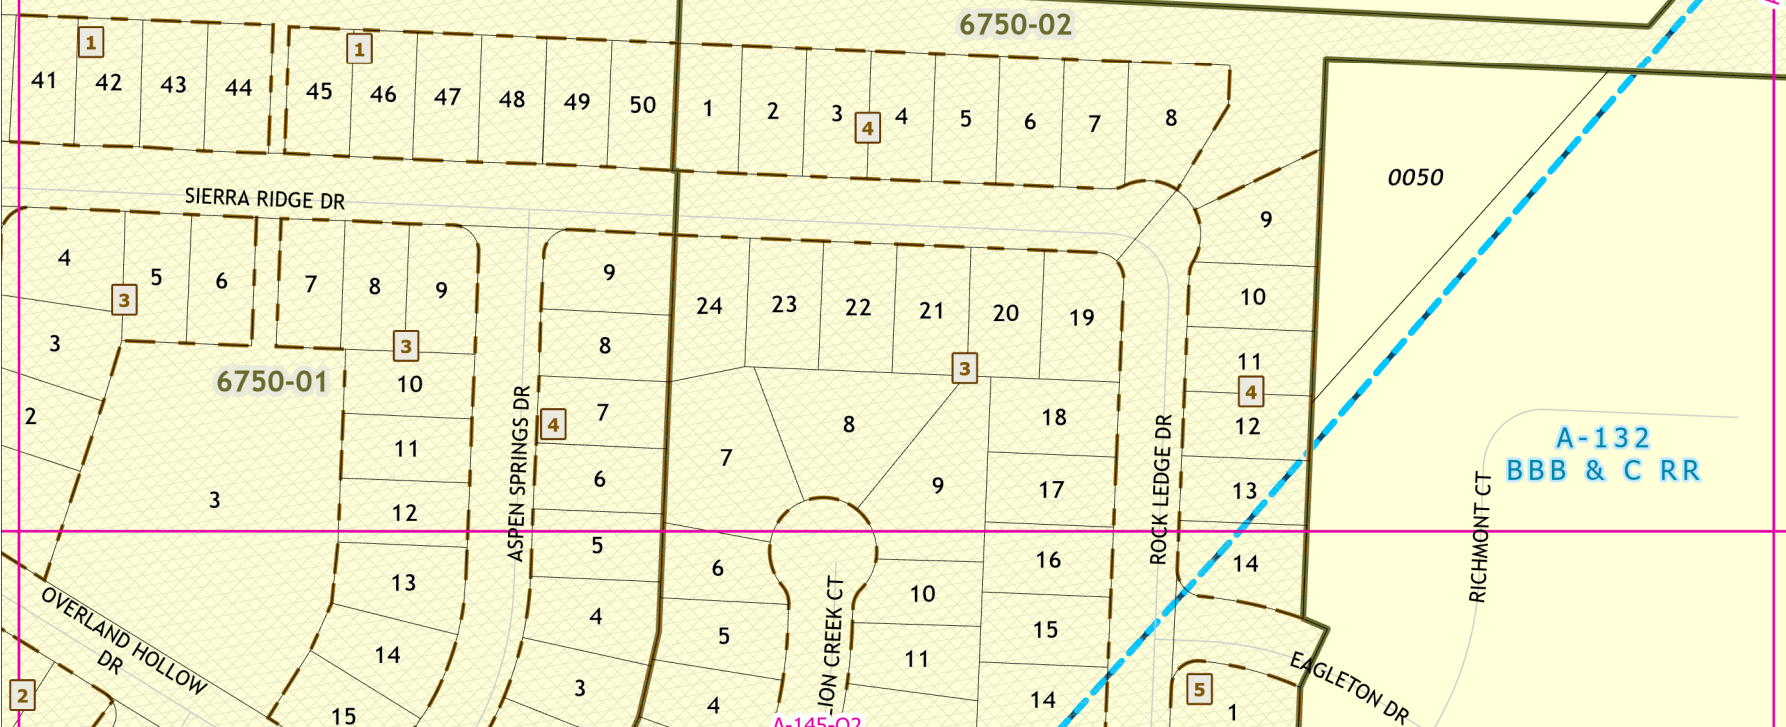 6750-02
1
1
41 42 43 44 45 46 47 48 49 50 1 2 3 4 5 6 7 8
4
0050
SIERRA RIDGE DR
9
4 5 6 7 8 9 9 24 23 22 21 20 19 10
3
3
3 8 11
3
4
6750-01
10
2 7 8 18 12
4
11 7 17 13
3 12 6 9
ASPEN SPRINGS DR
ROCK LEDGE DR
A-132
BBB & C RR
RICHMONT CT
5 16 14
13 6 10
4 5 15
OVERLAND HOLLOW
DR
14 11
ION CREEK CT
EAGLETON DR
2
3 4 14
5
15 1
A-145-02